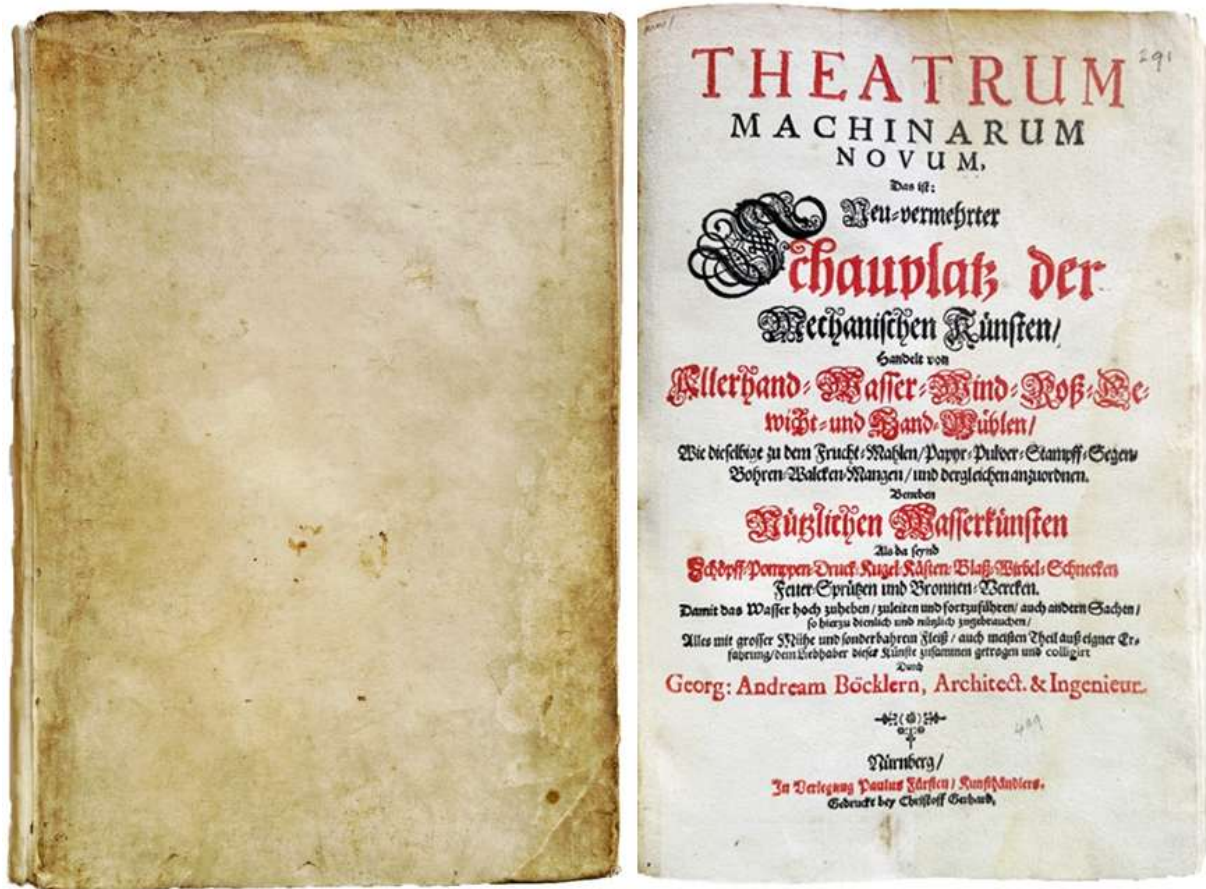 291
THEATRUM
MACHINARUM
NOVUM,
Das iſt:
Neu-vermehrter
Schauplatz der
Mechaniſchen Künſten/
Handelt von
Allerhand-Waſſer-Wind-Roß-Ge-
wicht-und Hand-Mühlen/
Wie dieſelbige zu dem Frucht-Mahlen/Papyr-Pulver-Stampff-Segen-
Bohren-Walcken-Mangen/und dergleichen anzuordnen.
Beneben
Nützlichen Waſſerkünſten
Als da ſeynd
Schöpff-Pomppen-Druck-Kugel-Käſten-Blaß-Wirbel-Schnecken
Feuer-Sprützen und Bronnen-Wercken.
Damit das Waſſer hoch zuheben/zuleiten und fortzuführen/auch andern Sachen/
ſo hierzu dienlich und nützlich zugebrauchen/
Alles mit groſſer Mühe und ſonderbahrem Fleiß/auch meiſten Theil auß eigner Er-
fahrung/dem Liebhaber dieſer Künſte zuſammen getragen und colligirt
Durch
Georg: Andream Böcklern, Architect. & Ingenieur.
Nürnberg/
In Verlegung Paulus Fürſten/Kunſthändlers.
Gedruckt bey Chriſtoff Gerhard,